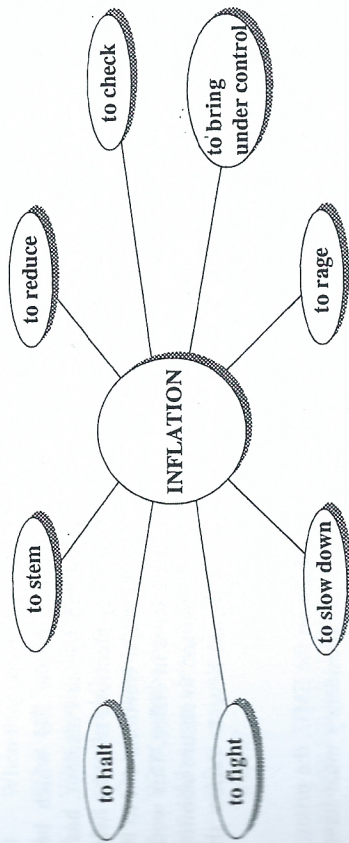 to stem
to reduce
to halt
to check
INFLATION
to fight
to bring
under control
to slow down
to rage